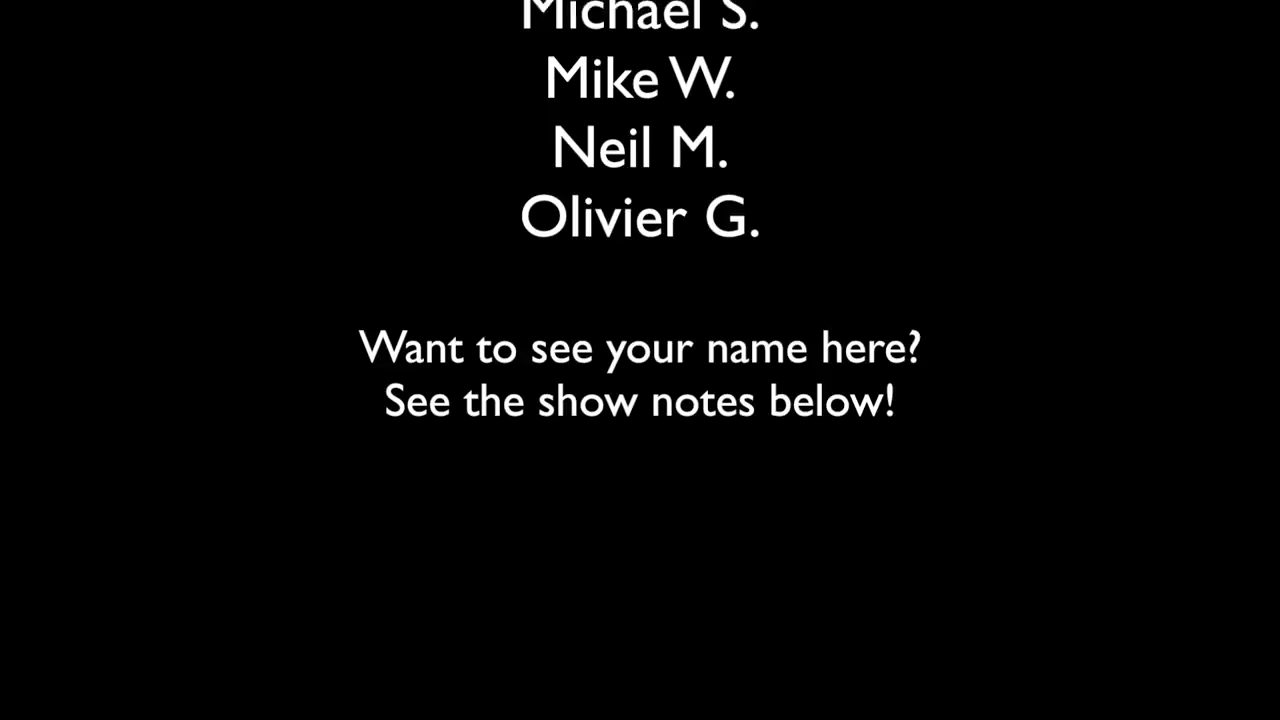 Michael S.
Mike W.
Neil M.
Olivier G.
Want to see your name here?
See the show notes below!